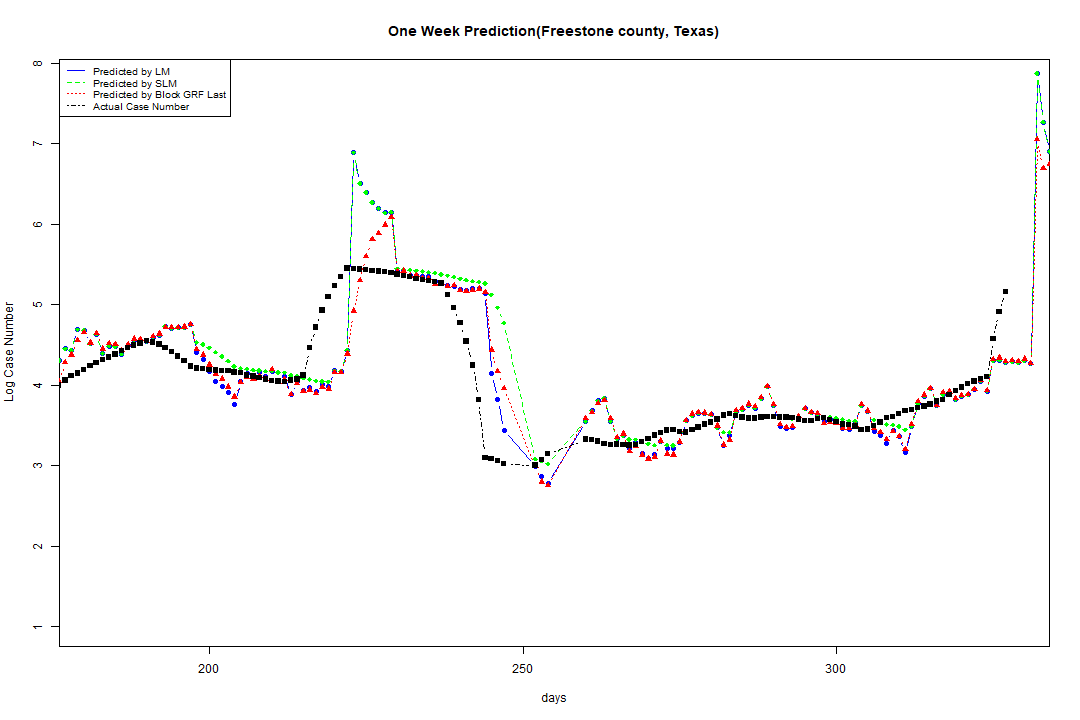 One Week Prediction(Freestone county, Texas)
Predicted by LM
Predicted by SLM
Predicted by Block GRF Last
Actual Case Number
Log Case Number
8
7
6
5
4
3
2
1
200
250
300
days